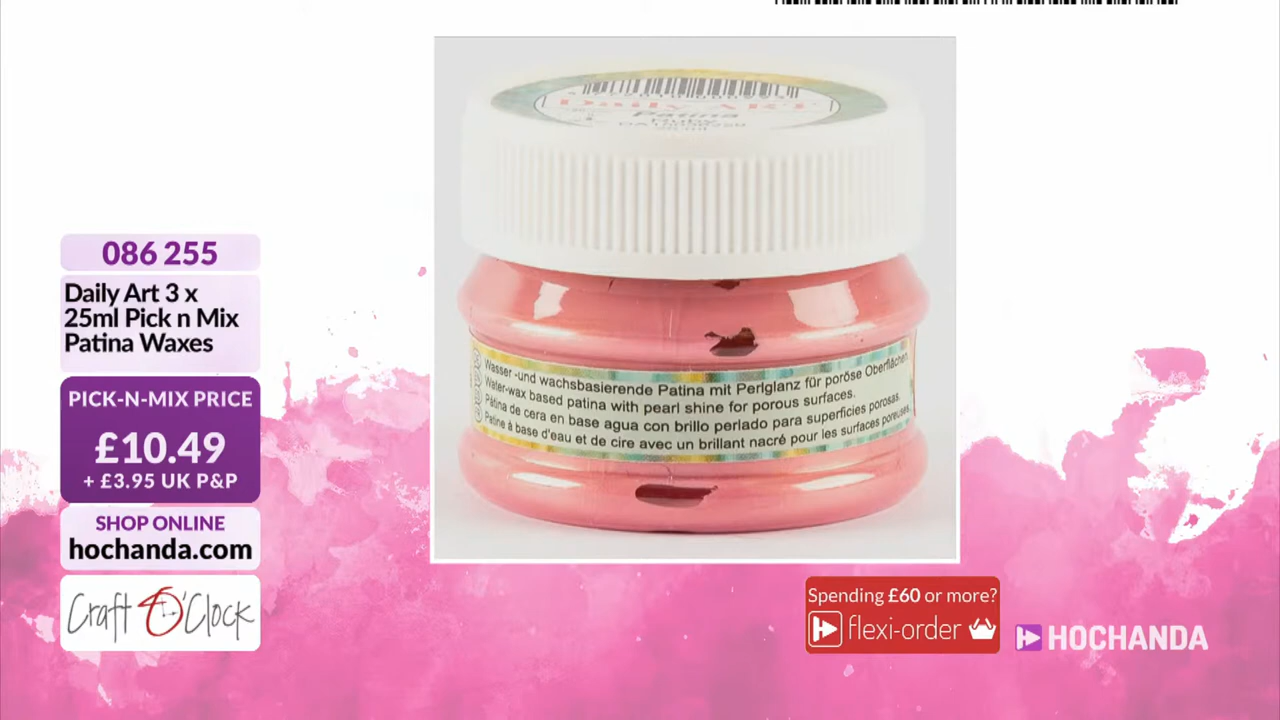 Daily ART
Patina
Ruby
086 255
Daily Art 3 x
25ml Pick n Mix
Patina Waxes
PICK-N-MIX PRICE
£10.49
+ £3.95 UK P&P
SHOP ONLINE
hochanda.com
Craft O'Clock
Wasser -und wachsbasierende Patina mit Perlglanz für poröse Oberflächen.
Water-wax based patina with pearl shine for porous surfaces.
Pátina de cera en base agua con brillo perlado para superficies porosas.
Patine à base d'eau et de cire avec un brillant nacré pour les surfaces poreuses.
Spending £60 or more?
flexi-order
HOCHANDA